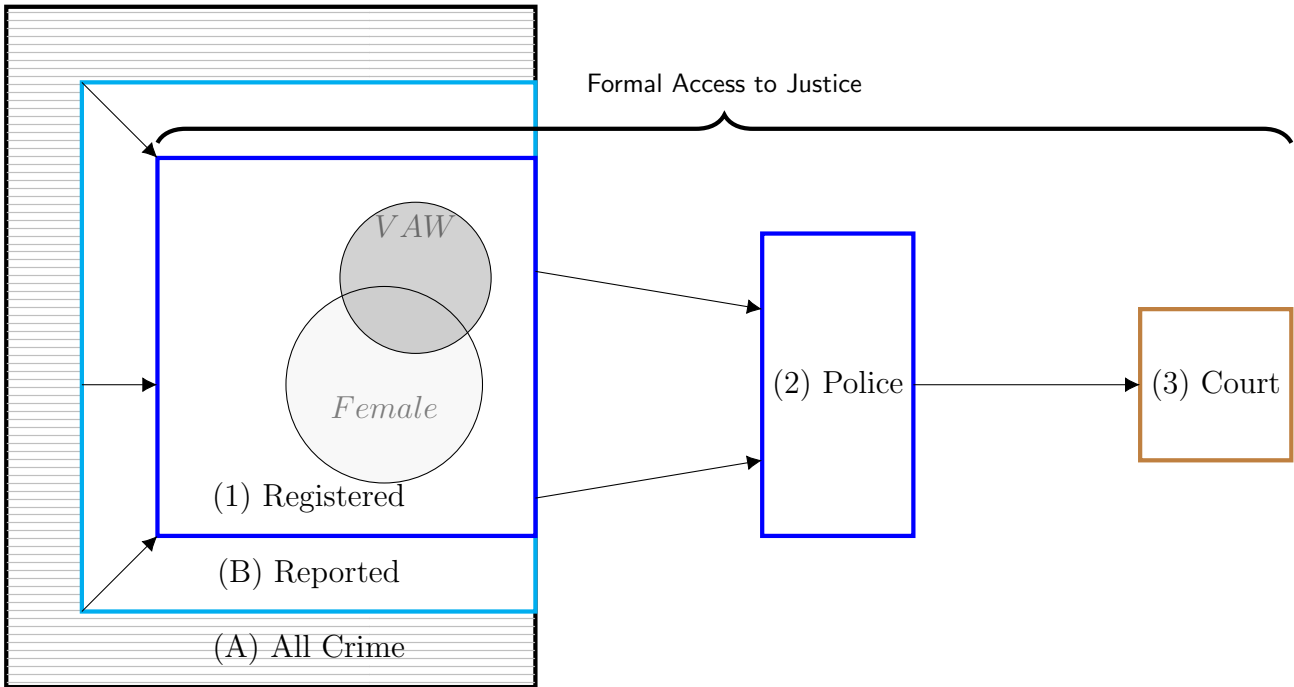 Formal Access to Justice
VAW
Female
(1) Registered
(B) Reported
(A) All Crime
(2) Police
(3) Court